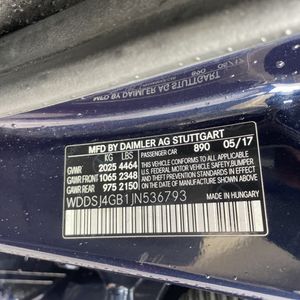 MFD BY DAIMLER AG STUTTGART
KG LBS
GVWR 2025 4464
GAWR FRONT 1065 2348
GAWR REAR 975 2150
PASSENGER CAR 890 05/17
THIS VEHICLE CONFORMS TO ALL APPLICABLE
U.S. FEDERAL MOTOR VEHICLE SAFETY, BUMPER
AND THEFT PREVENTION STANDARDS IN EFFECT
ON THE DATE OF MANUFACTURE SHOWN ABOVE
WDDSJ4GB1JN536793
MADE IN HUNGARY